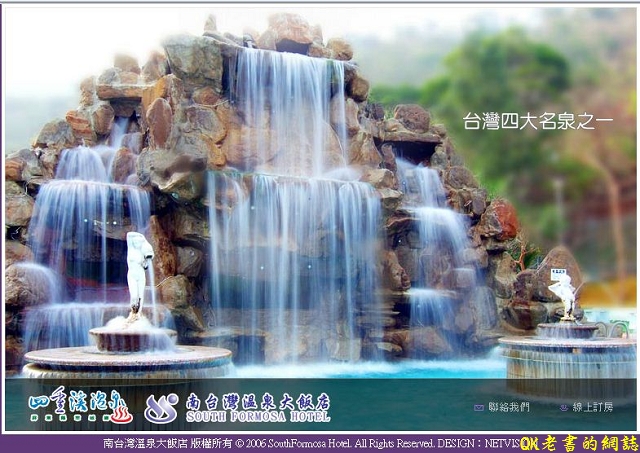 台灣四大名泉之一
四重溪溫泉
南台灣溫泉大飯店
SOUTH FORMOSA HOTEL
聯絡我們
線上訂房
南台灣溫泉大飯店 版權所有 © 2006 SouthFormosa Hotel. All Rights Reserved. DESIGN：NETVIS
QK老書的網誌